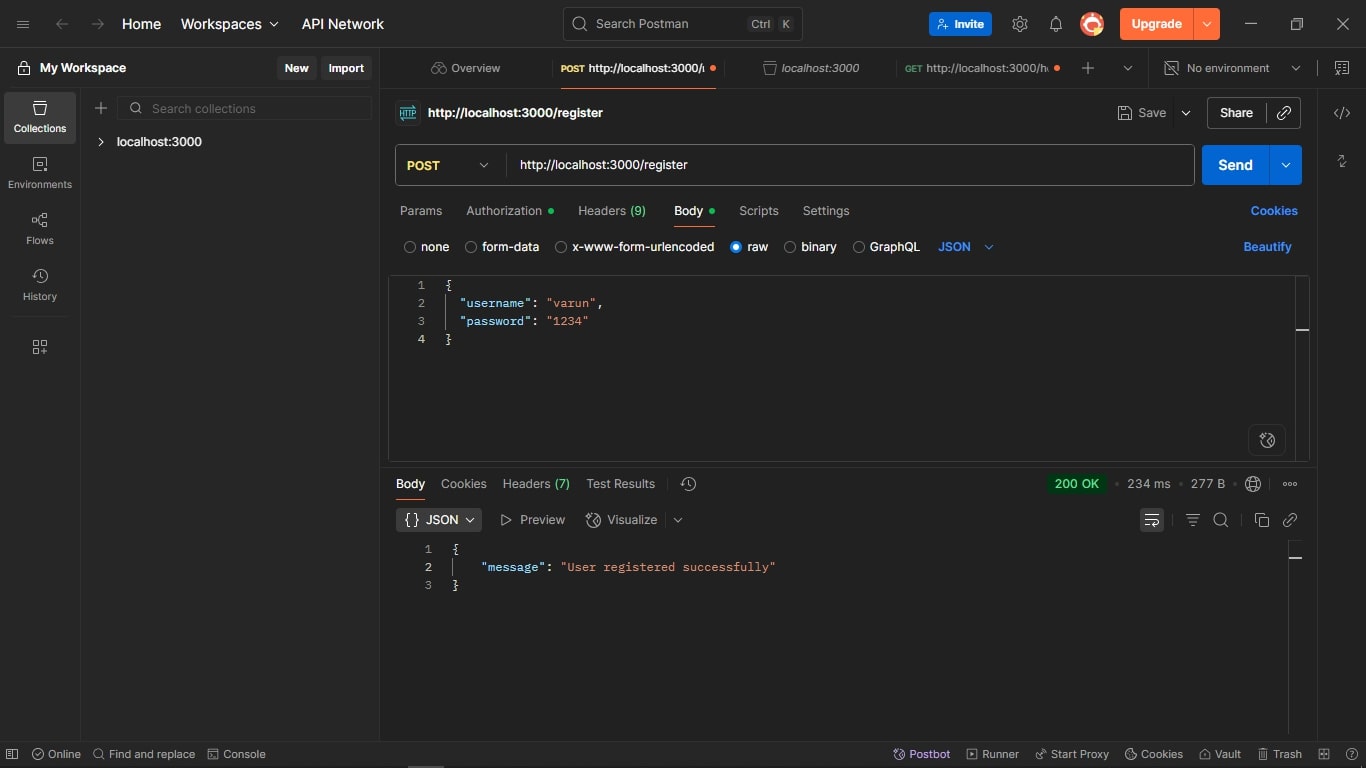 Home Workspaces API Network Search Postman Ctrl K Invite Upgrade
My Workspace New Import Overview POST http://localhost:3000/r localhost:3000 GET http://localhost:3000/h No environment
Search collections
Collections
localhost:3000
Environments
Flows
History
HTTP http://localhost:3000/register Save Share
POST http://localhost:3000/register Send
Params Authorization Headers (9) Body Scripts Settings Cookies
none form-data x-www-form-urlencoded raw binary GraphQL JSON Beautify
1 {
2 "username": "varun",
3 "password": "1234"
4 }
Body Cookies Headers (7) Test Results 200 OK • 234 ms • 277 B •
{} JSON Preview Visualize
1 {
2 "message": "User registered successfully"
3 }
Online Find and replace Console Postbot Runner Start Proxy Cookies Vault Trash